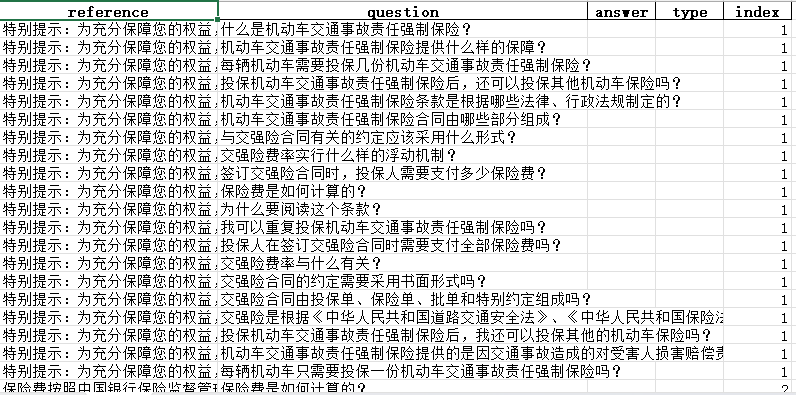 reference question answer type index
特别提示：为充分保障您的权益， 什么是机动车交通事故责任强制保险？ 1
特别提示：为充分保障您的权益， 机动车交通事故责任强制保险提供什么样的保障？ 1
特别提示：为充分保障您的权益， 每辆机动车需要投保几份机动车交通事故责任强制保险？ 1
特别提示：为充分保障您的权益， 投保机动车交通事故责任强制保险后，还可以投保其他机动车保险吗？ 1
特别提示：为充分保障您的权益， 机动车交通事故责任强制保险条款是根据哪些法律、行政法规制定的？ 1
特别提示：为充分保障您的权益， 机动车交通事故责任强制保险合同由哪些部分组成？ 1
特别提示：为充分保障您的权益， 与交强险合同有关的约定应该采用什么形式？ 1
特别提示：为充分保障您的权益， 交强险费率实行什么样的浮动机制？ 1
特别提示：为充分保障您的权益， 签订交强险合同时，投保人需要支付多少保险费？ 1
特别提示：为充分保障您的权益， 保险费是如何计算的？ 1
特别提示：为充分保障您的权益， 为什么要阅读这个条款？ 1
特别提示：为充分保障您的权益， 我可以重复投保机动车交通事故责任强制保险吗？ 1
特别提示：为充分保障您的权益， 投保人在签订交强险合同时需要支付全部保险费吗？ 1
特别提示：为充分保障您的权益， 交强险费率与什么有关？ 1
特别提示：为充分保障您的权益， 交强险合同的约定需要采用书面形式吗？ 1
特别提示：为充分保障您的权益， 交强险合同由投保单、保险单、批单和特别约定组成吗？ 1
特别提示：为充分保障您的权益， 交强险是根据《中华人民共和国道路交通安全法》、《中华人民共和国保险法 1
特别提示：为充分保障您的权益， 投保机动车交通事故责任强制保险后，我还可以投保其他的机动车保险吗？ 1
特别提示：为充分保障您的权益， 机动车交通事故责任强制保险提供的是因交通事故造成的对受害人损害赔偿责 1
特别提示：为充分保障您的权益， 每辆机动车只需要投保一份机动车交通事故责任强制保险吗？ 1
保险费按照中国银行保险监督管理 保险费是如何计算的？ 2